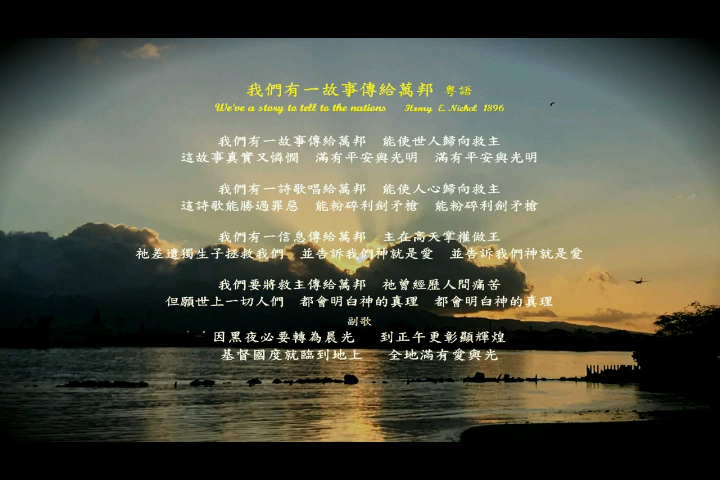 我們有一故事傳給萬邦 粵語
We've a story to tell to the nations Henry E. Nichol 1896
我們有一故事傳給萬邦 能使世人歸向救主
這故事真實又憐憫 滿有平安與光明 滿有平安與光明
我們有一詩歌唱給萬邦 能使人心歸向救主
這詩歌能勝過罪惡 能粉碎利劍矛槍 能粉碎利劍矛槍
我們有一信息傳給萬邦 主在高天掌權做王
祂差遣獨生子拯救我們 並告訴我們神就是愛 並告訴我們神就是愛
我們要將救主傳給萬邦 祂曾經歷人間痛苦
但願世上一切人們 都會明白神的真理 都會明白神的真理
副歌
因黑夜必要轉為晨光 到正午更彰顯輝煌
基督國度就臨到地上 全地滿有愛與光